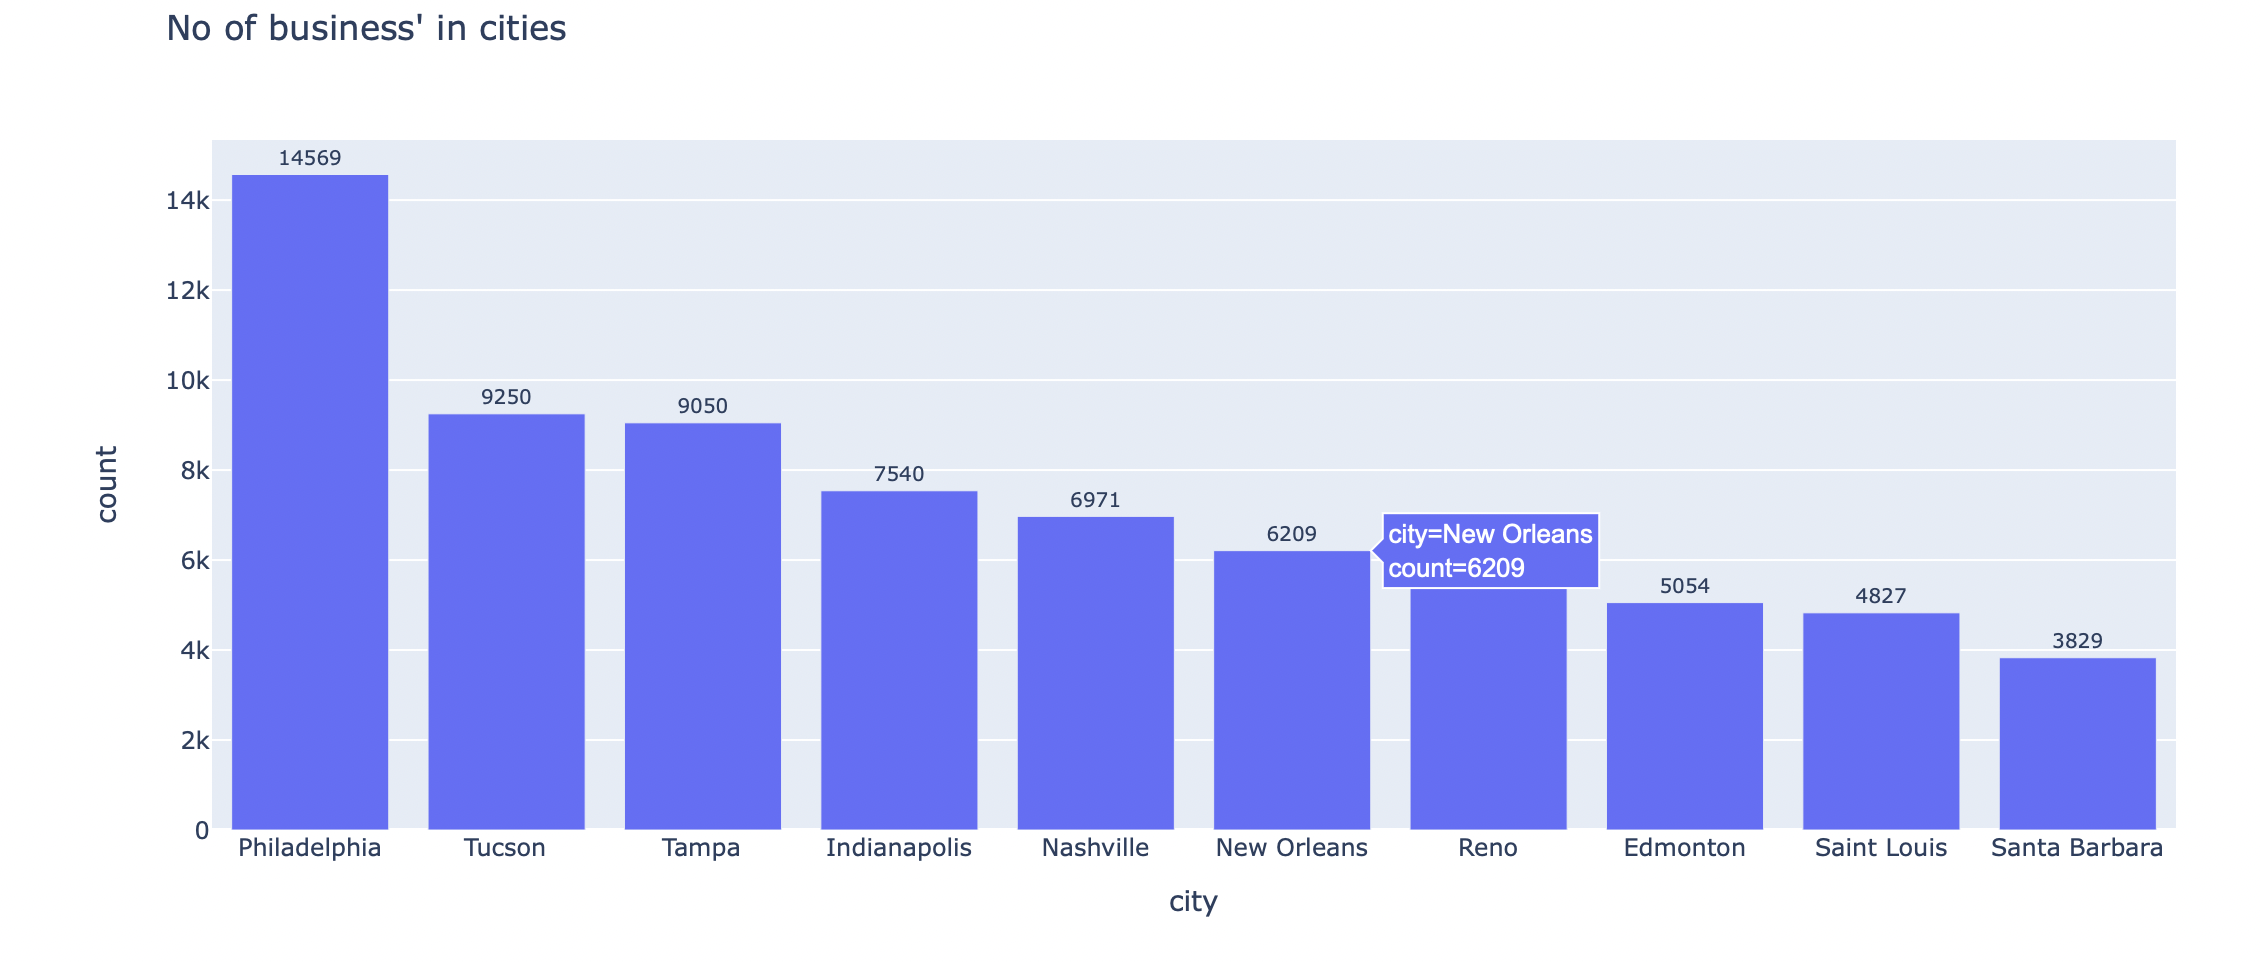 No of business' in cities
14569
9250
9050
7540
6971
6209
city=New Orleans
count=6209
5054
4827
3829
14k
12k
10k
8k
6k
4k
2k
0
count
Philadelphia
Tucson
Tampa
Indianapolis
Nashville
New Orleans
Reno
Edmonton
Saint Louis
Santa Barbara
city